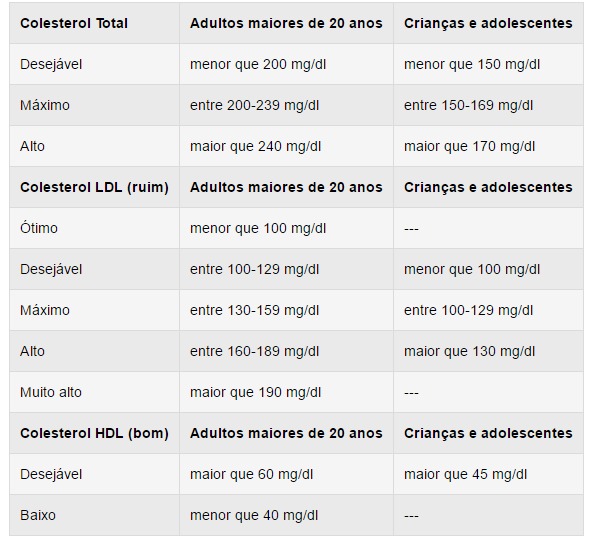 Colesterol Total Adultos maiores de 20 anos Crianças e adolescentes
Desejável menor que 200 mg/dl menor que 150 mg/dl
Máximo entre 200-239 mg/dl entre 150-169 mg/dl
Alto maior que 240 mg/dl maior que 170 mg/dl
Colesterol LDL (ruim) Adultos maiores de 20 anos Crianças e adolescentes
Ótimo menor que 100 mg/dl ---
Desejável entre 100-129 mg/dl menor que 100 mg/dl
Máximo entre 130-159 mg/dl entre 100-129 mg/dl
Alto entre 160-189 mg/dl maior que 130 mg/dl
Muito alto maior que 190 mg/dl ---
Colesterol HDL (bom) Adultos maiores de 20 anos Crianças e adolescentes
Desejável maior que 60 mg/dl maior que 45 mg/dl
Baixo menor que 40 mg/dl ---